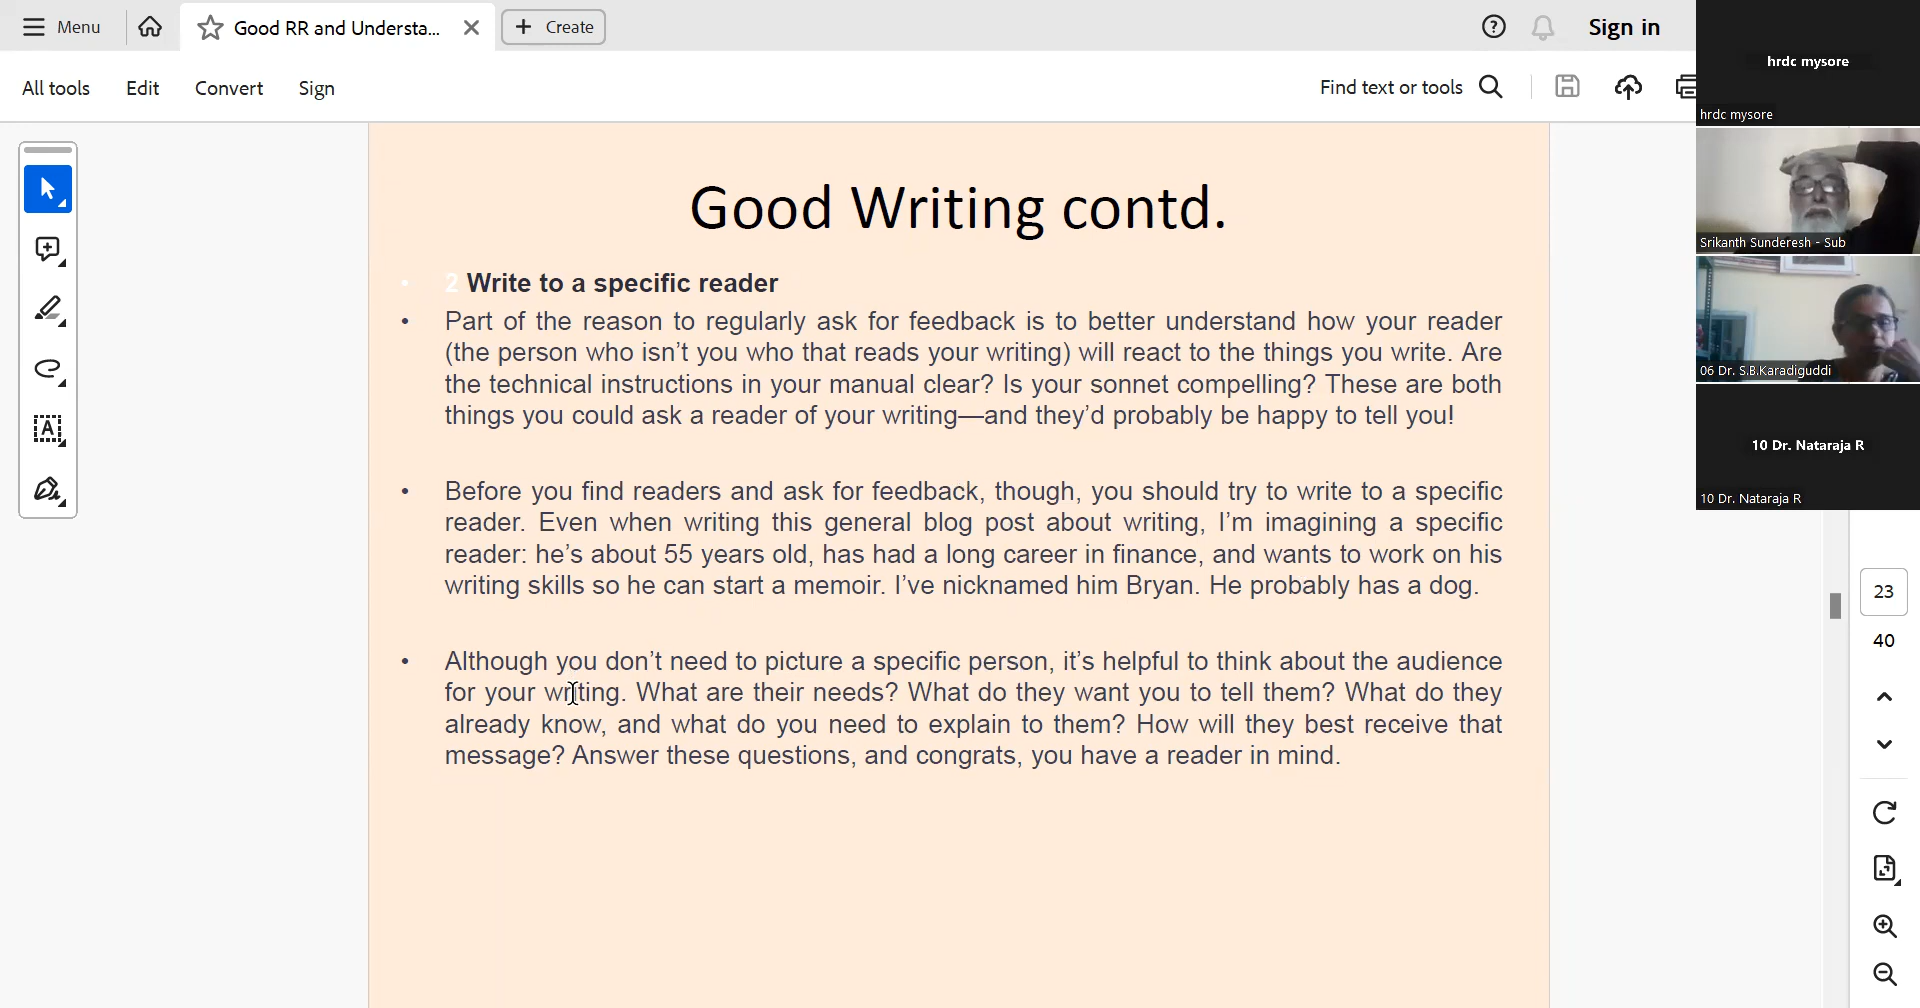 Menu
Good RR and Understa...
Create
Sign in
All tools
Edit
Convert
Sign
Find text or tools
hrdc mysore
hrdc mysore
Srikanth Sunderesh - Sub
06 Dr. S.B.Karadiguddi
10 Dr. Nataraja R
10 Dr. Nataraja R
Good Writing contd.
• 2 Write to a specific reader
• Part of the reason to regularly ask for feedback is to better understand how your reader
(the person who isn't you who that reads your writing) will react to the things you write. Are
the technical instructions in your manual clear? Is your sonnet compelling? These are both
things you could ask a reader of your writing—and they'd probably be happy to tell you!
• Before you find readers and ask for feedback, though, you should try to write to a specific
reader. Even when writing this general blog post about writing, I'm imagining a specific
reader: he's about 55 years old, has had a long career in finance, and wants to work on his
writing skills so he can start a memoir. I've nicknamed him Bryan. He probably has a dog.
• Although you don't need to picture a specific person, it's helpful to think about the audience
for your writing. What are their needs? What do they want you to tell them? What do they
already know, and what do you need to explain to them? How will they best receive that
message? Answer these questions, and congrats, you have a reader in mind.
23
40